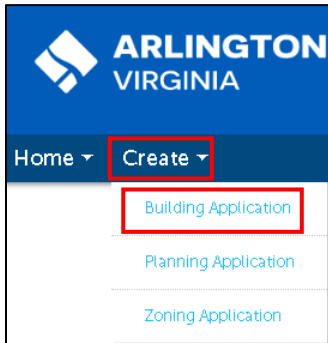 ARLINGTON
VIRGINIA
Home Create
Building Application
Planning Application
Zoning Application